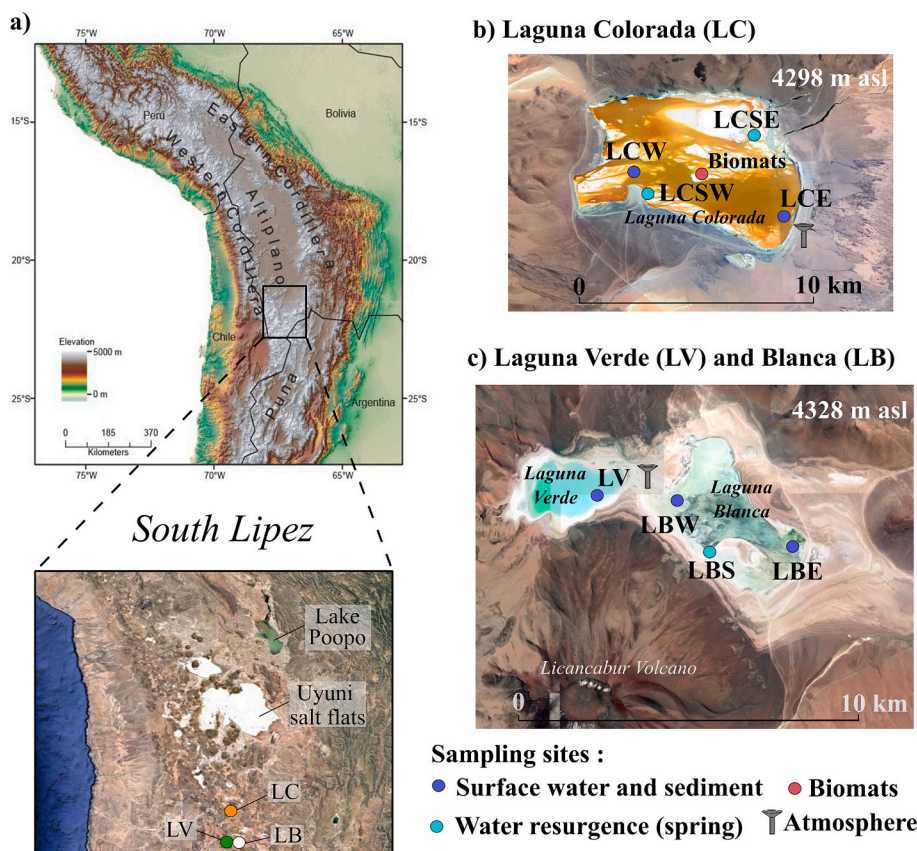 a)
75°W
70°W
65°W
15°S
20°S
25°S
Perú
Bolivia
Chile
Argentina
Eastern Cordillera
Western Cordillera
Altiplano
Puna
Elevation
5000 m
0 m
0 185 370
Kilometers
75°W
70°W
65°W
South Lipez
Lake
Poopo
Uyuni
salt flats
LC
LV
LB
b) Laguna Colorada (LC)
4298 m asl
LCSE
LCW
Biomats
LCSW
LCE
Laguna Colorada
0
10 km
c) Laguna Verde (LV) and Blanca (LB)
4328 m asl
Laguna
Verde
LV
Laguna
Blanca
LBW
LBS
LBE
Licancabur Volcano
0
10 km
Sampling sites :
Surface water and sediment
Biomats
Water resurgence (spring)
Atmosphere